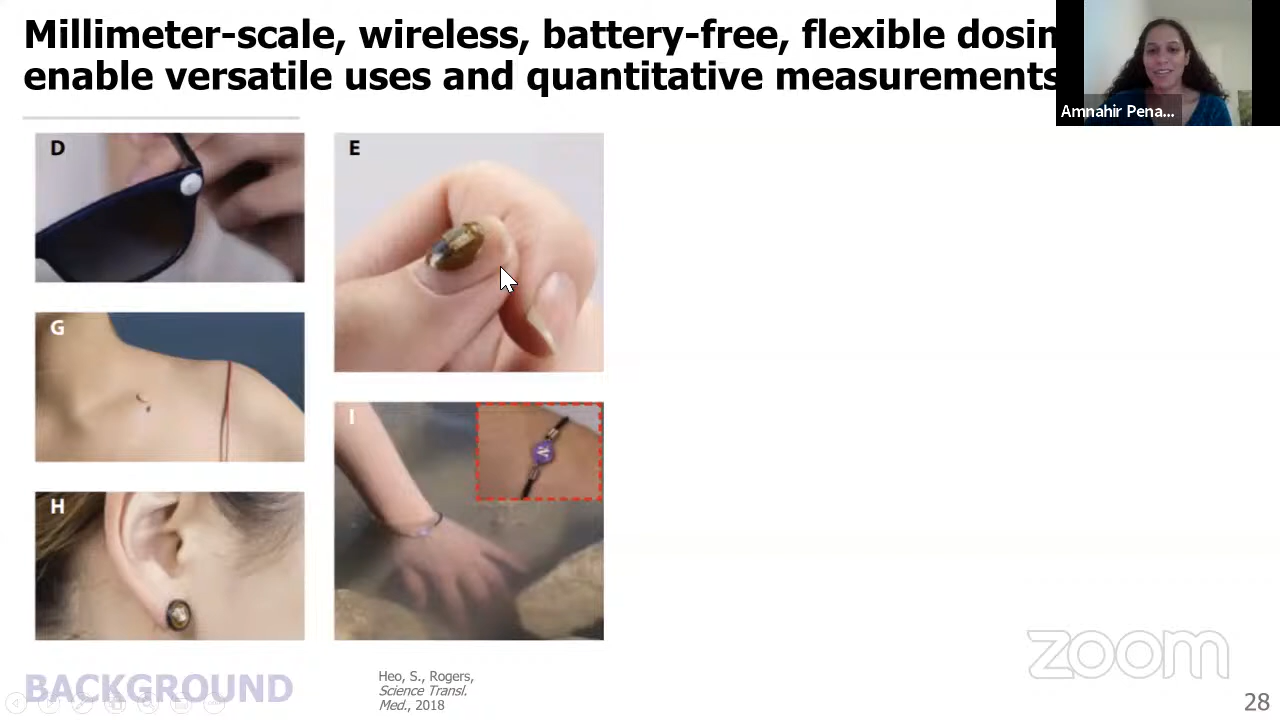 Millimeter-scale, wireless, battery-free, flexible dosin
enable versatile uses and quantitative measurements
Amnahir Pena...
D
E
G
I
N
H
zoom
BACKGROUND
Heo, S., Rogers,
Science Transl.
Med., 2018
28